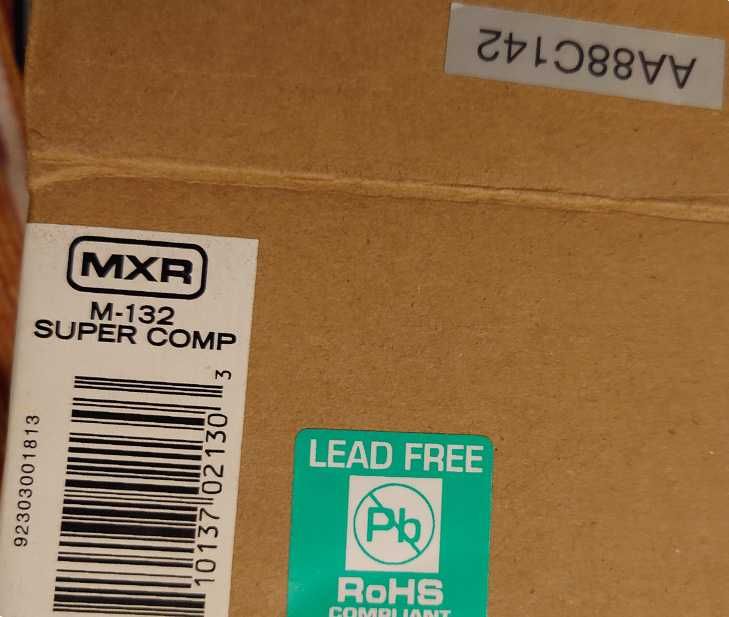 AA88C142
MXR
M-132
SUPER COMP
92303001813
10137 02130 3
LEAD FREE
Pb
RoHS
COMPLIANT